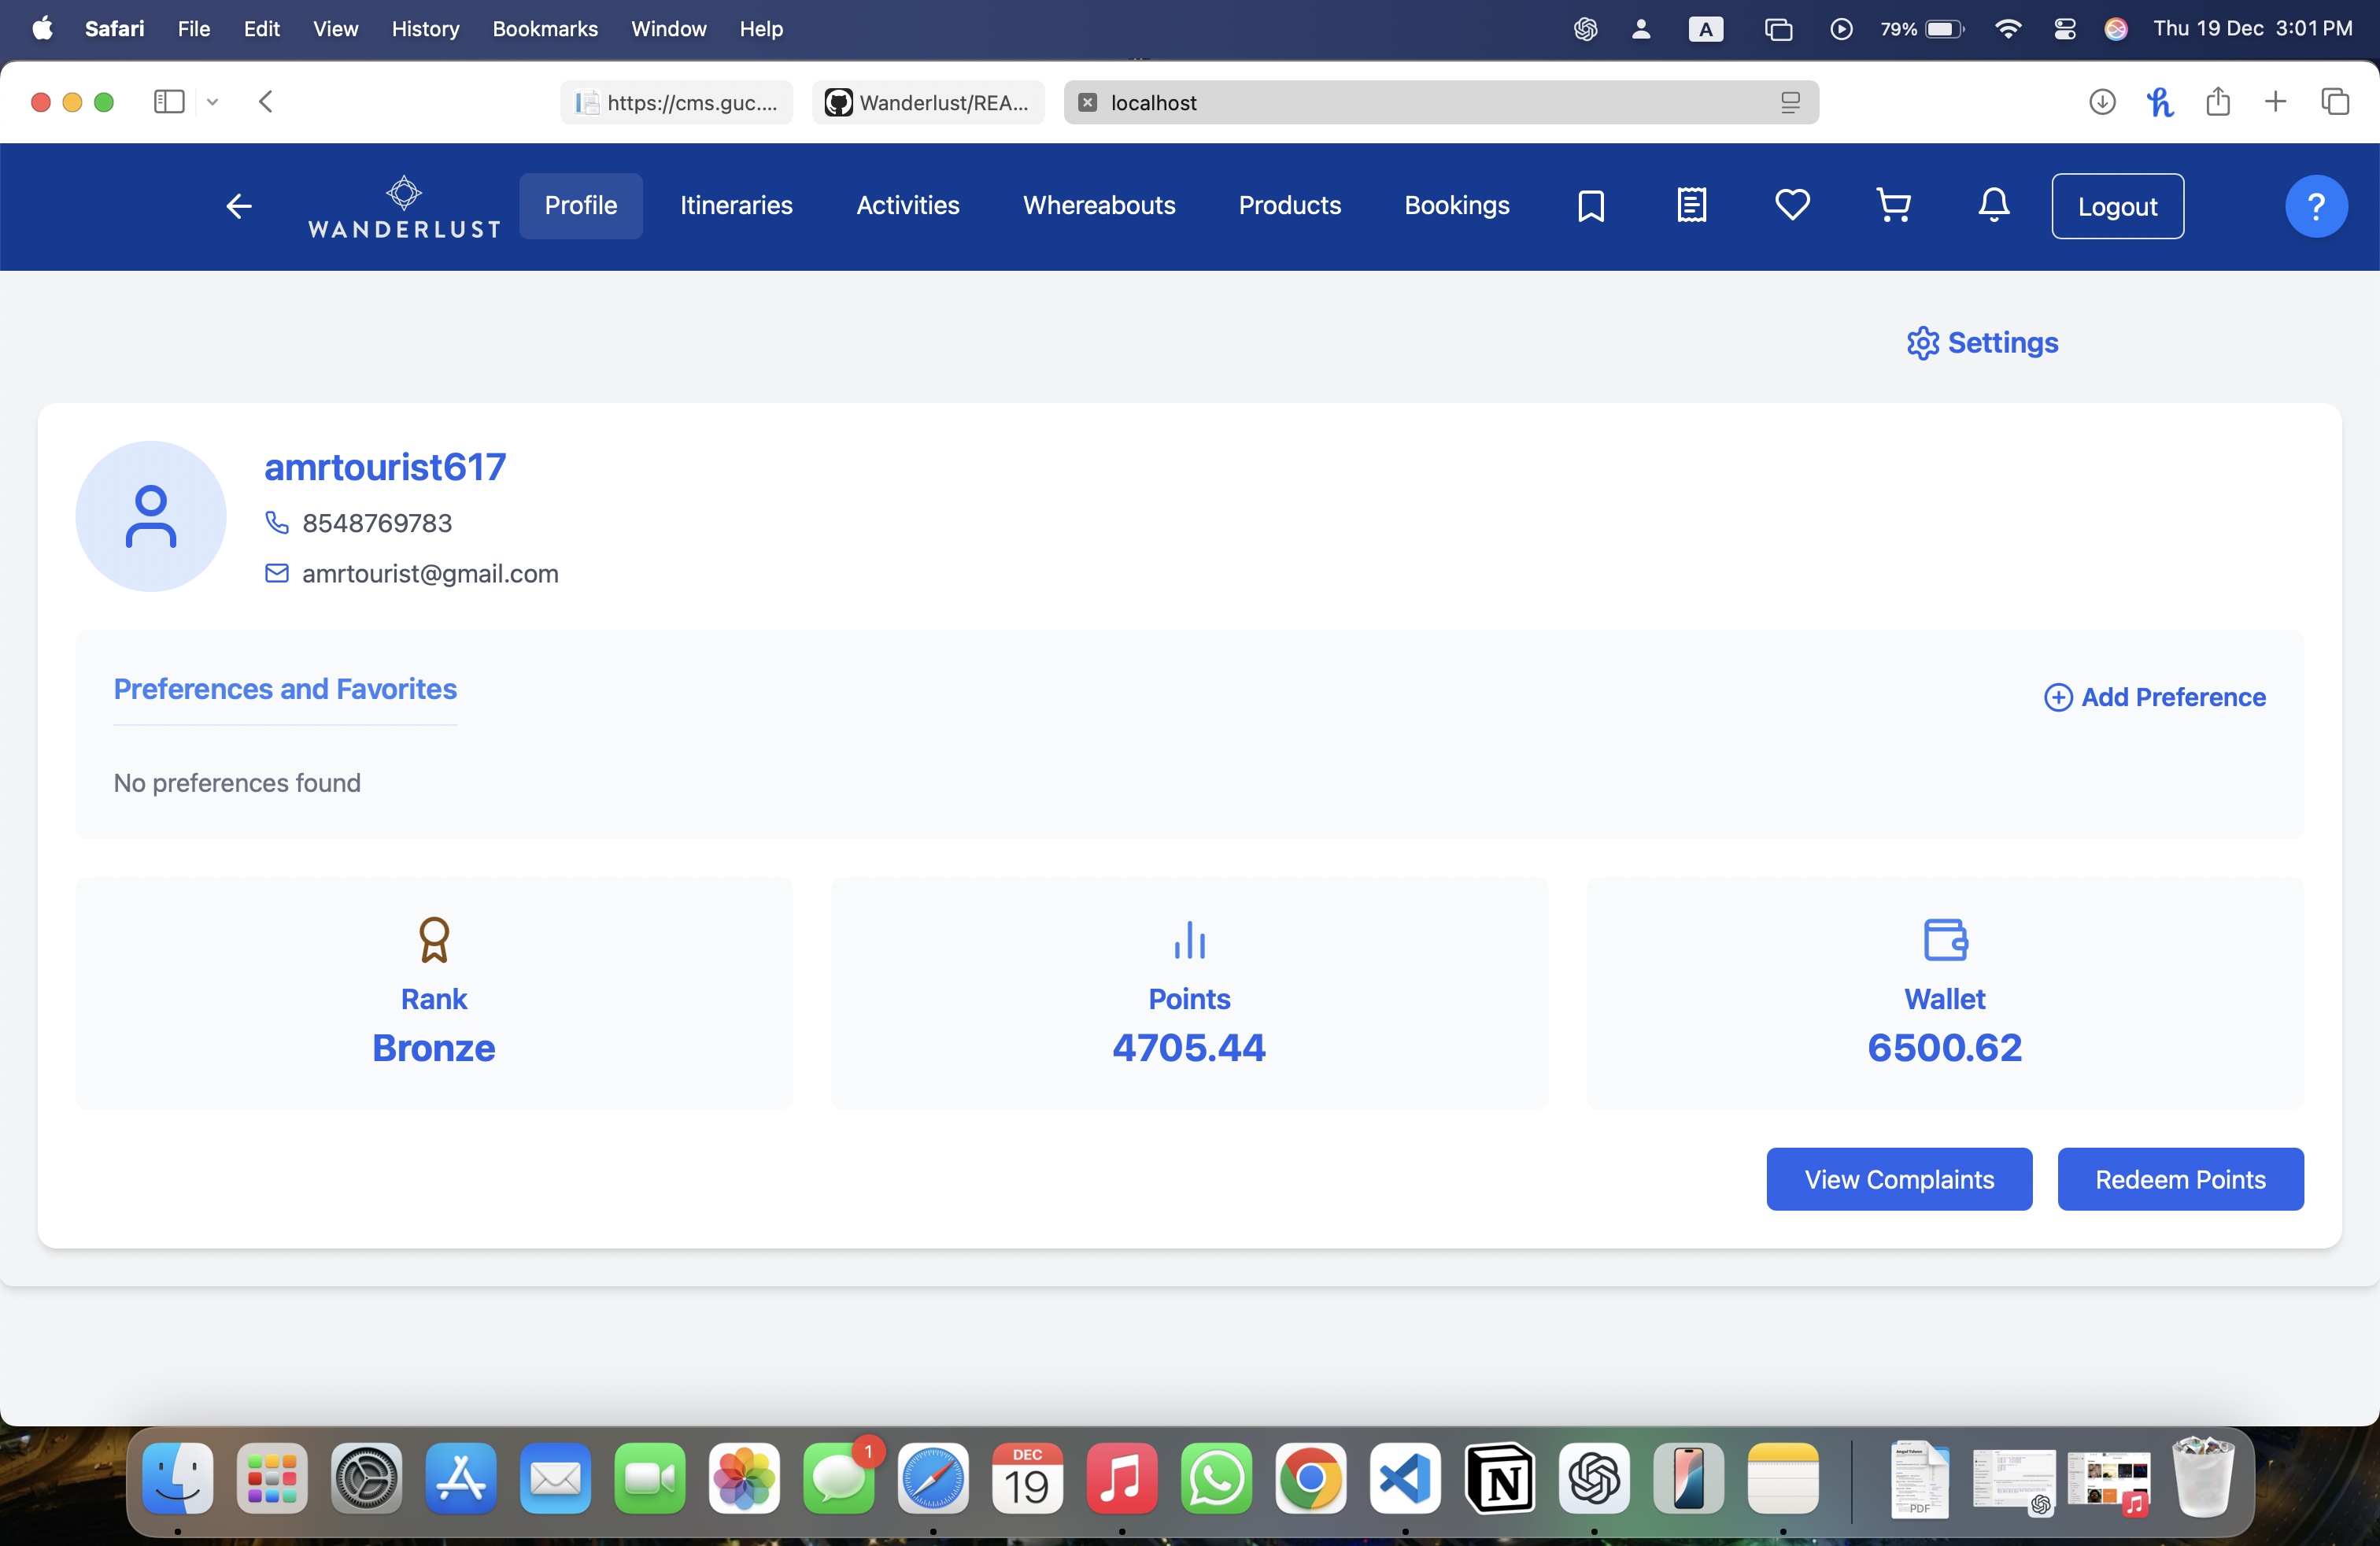 Safari File Edit View History Bookmarks Window Help A 79% Thu 19 Dec 3:01 PM
https://cms.guc.... Wanderlust/REA... localhost
WANDERLUST Profile Itineraries Activities Whereabouts Products Bookings Logout ?
Settings
amrtourist617
8548769783
amrtourist@gmail.com
Preferences and Favorites
Add Preference
No preferences found
Rank
Bronze
Points
4705.44
Wallet
6500.62
View Complaints Redeem Points
1
DEC
19
PDF